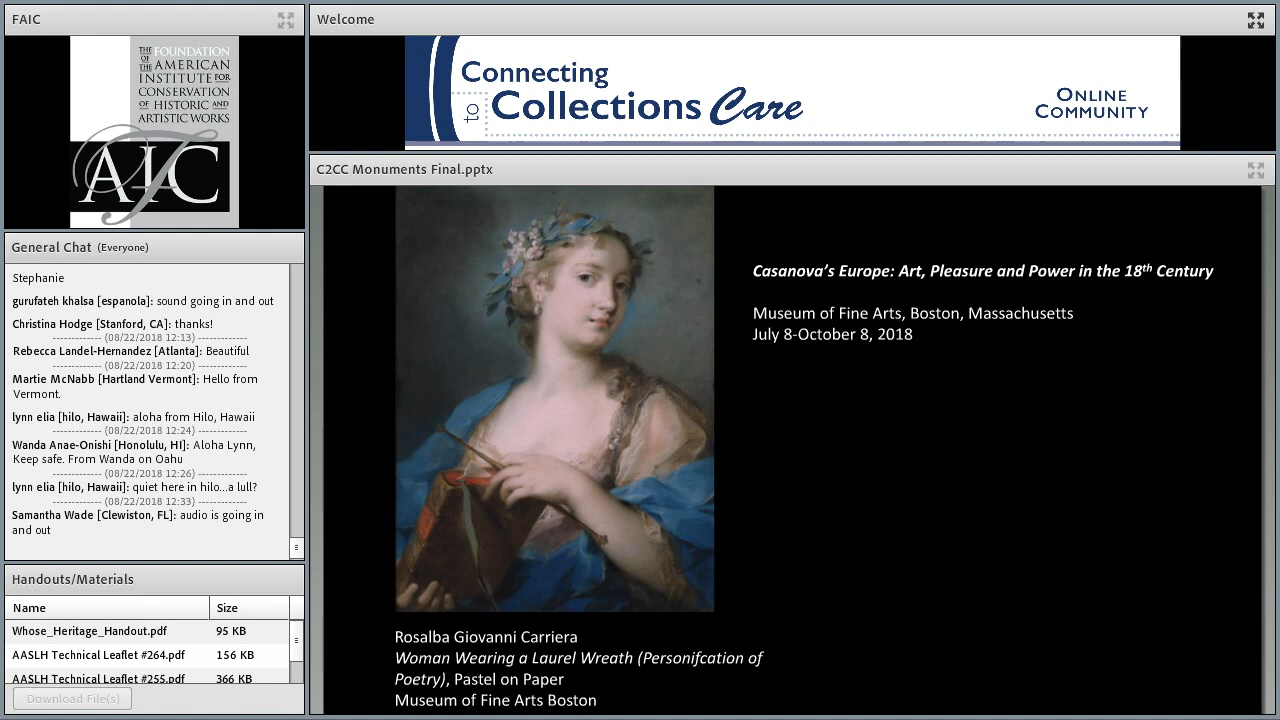 FAIC
THE FOUNDATION
OF THE AMERICAN
INSTITUTE FOR
CONSERVATION
OF HISTORIC AND
ARTISTIC WORKS
FAIC
General Chat (Everyone)
Stephanie
gurufateh khalsa [espanola]: sound going in and out
Christina Hodge [Stanford, CA]: thanks!
------------ (08/22/2018 12:13) ------------
Rebecca Landel-Hernandez [Atlanta]: Beautiful
------------ (08/22/2018 12:20) ------------
Martie McNabb [Hartland Vermont]: Hello from
Vermont.
lynn elia [hilo, Hawaii]: aloha from Hilo, Hawaii
------------ (08/22/2018 12:24) ------------
Wanda Anae-Onishi [Honolulu, HI]: Aloha Lynn,
Keep safe. From Wanda on Oahu
------------ (08/22/2018 12:26) ------------
lynn elia [hilo, Hawaii]: quiet here in hilo...a lull?
------------ (08/22/2018 12:33) ------------
Samantha Wade [Clewiston, FL]: audio is going in
and out
Handouts/Materials
Name Size
Whose_Heritage_Handout.pdf 95 KB
AASLH Technical Leaflet #264.pdf 156 KB
AASLH Technical Leaflet #255.pdf 366 KB
Download File(s)
Welcome
Connecting
to Collections Care
ONLINE
COMMUNITY
C2CC Monuments Final.pptx
Casanova's Europe: Art, Pleasure and Power in the 18th Century
Museum of Fine Arts, Boston, Massachusetts
July 8-October 8, 2018
Rosalba Giovanni Carriera
Woman Wearing a Laurel Wreath (Personifcation of
Poetry), Pastel on Paper
Museum of Fine Arts Boston